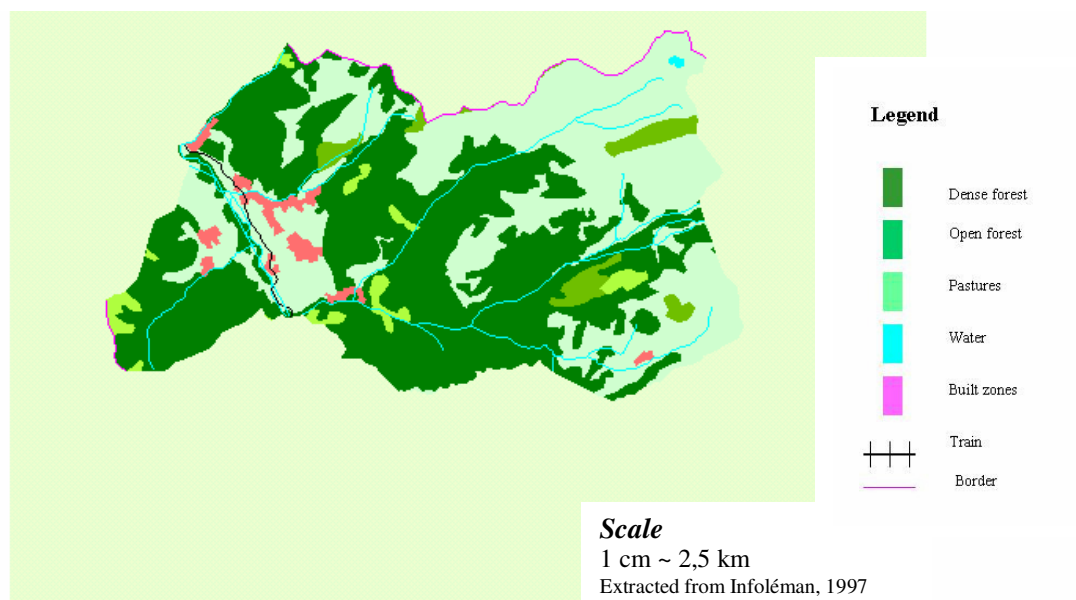 Legend
Dense forest
Open forest
Pastures
Water
Built zones
Train
Border
Scale
1 cm ~ 2,5 km
Extracted from Infoléman, 1997